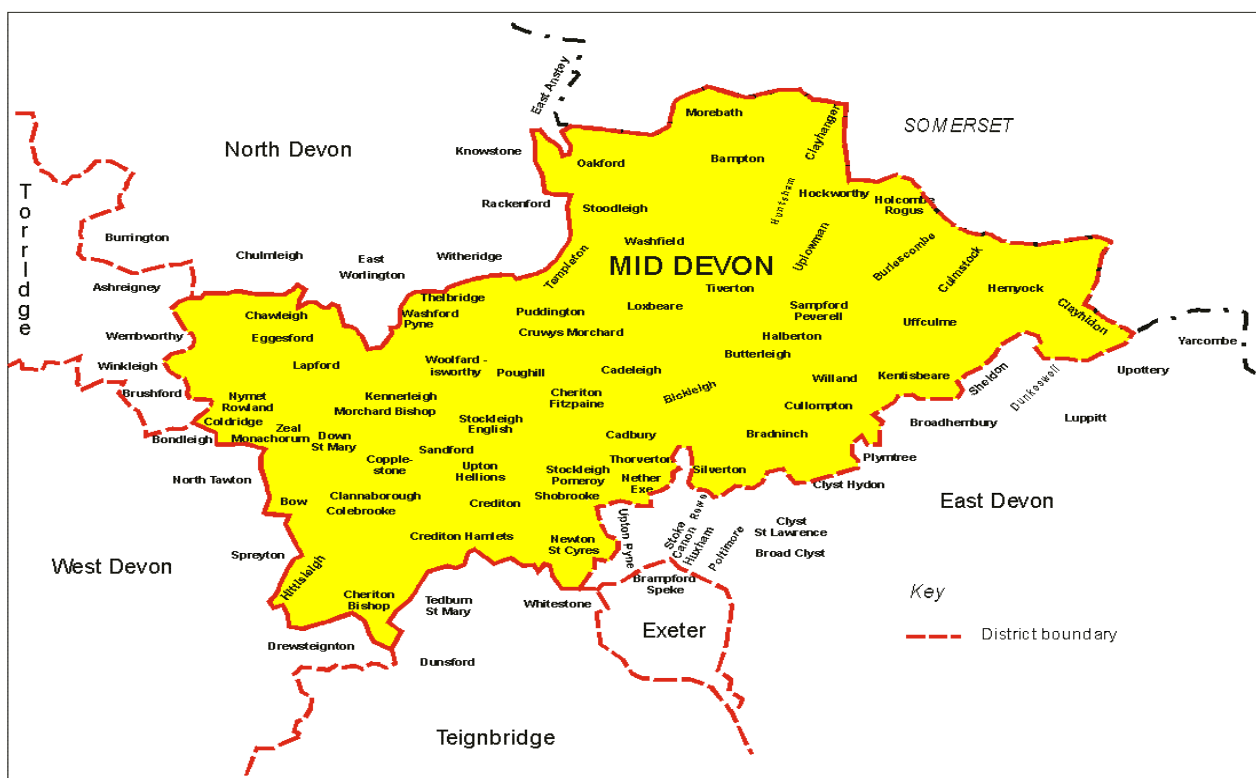 East Anstey
Morebath
Clayhanger
SOMERSET
North Devon
Knowstone
Oakford
Bampton
Torridge
Rackenford
Stoodleigh
Huntsham
Hockworthy
Holcombe
Rogus
Burrington
Chulmleigh
East
Worlington
Witheridge
Washfield
Templeton
MID DEVON
Uplowman
Burlescombe
Culmstock
Ashreigney
Tiverton
Hemyock
Clayhidon
Thelbridge
Chawleigh
Washford
Pyne
Puddington
Loxbeare
Sampford
Peverell
Uffculme
Wembworthy
Eggesford
Cruwys Morchard
Halberton
Yarcombe
Winkleigh
Lapford
Woolfard -
isworthy
Poughill
Cadeleigh
Butterleigh
Willand
Kentisbeare
Sheldon
Dunkeswell
Upottery
Brushford
Nymet
Rowland
Kennerleigh
Morchard Bishop
Cheriton
Fitzpaine
Bickleigh
Cullompton
Broadhembury
Luppitt
Coldridge
Zeal
Monachorum
Down
St Mary
Stockleigh
English
Cadbury
Bradninch
Bondleigh
Sandford
Copple-
stone
Upton
Hellions
Stockleigh
Pomeroy
Thorverton
Nether
Exe
Silverton
Plymtree
North Tawton
Clyst Hydon
Bow
Clannaborough
Colebrooke
Crediton
Shobrooke
East Devon
Crediton Hamlets
Newton
St Cyres
Upton Pyne
Stoke
Canon
Rewe
Huxham
Poltimore
Clyst
St Lawrence
Broad Clyst
Spreyton
West Devon
Hittisleigh
Cheriton
Bishop
Tedburn
St Mary
Whitestone
Brampford
Speke
Key
Exeter
District boundary
Drewsteignton
Dunsford
Teignbridge